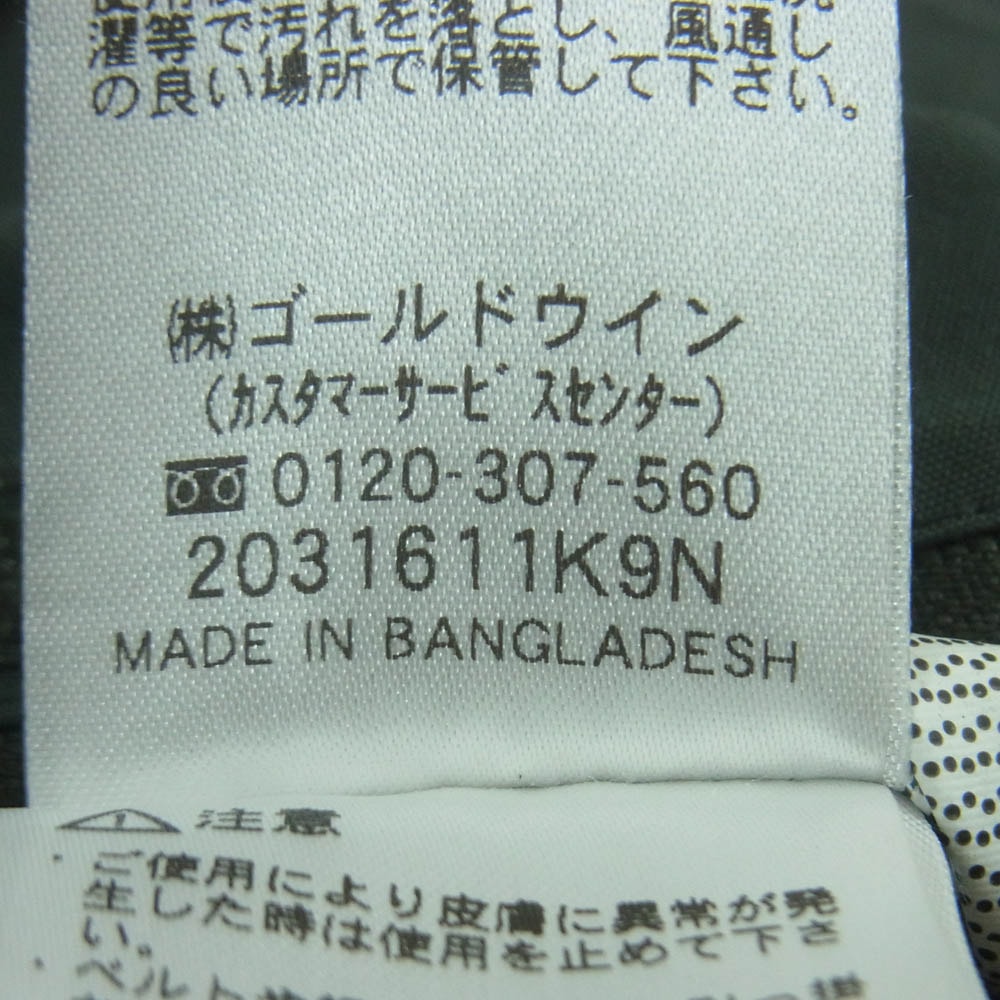 濯等で汚れを落とし、風通し
の良い場所で保管して下さい。
(株)ゴールドウイン
(カスタマーサービスセンター)
0120-307-560
2031611K9N
MADE IN BANGLADESH
注意
・ご使用により皮膚に異常が発
生した時は使用を止めて下さ
い。
・ベルト